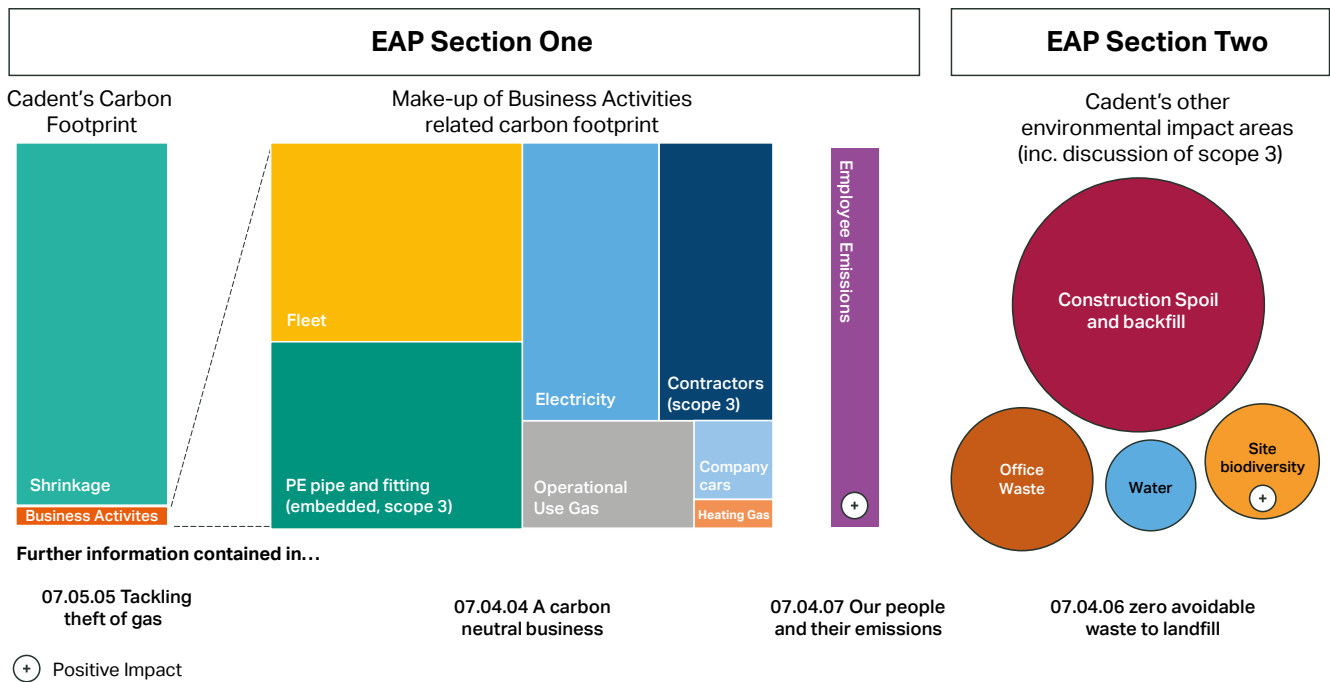 EAP Section One
EAP Section Two
Cadent's Carbon
Footprint
Make-up of Business Activities
related carbon footprint
Cadent's other
environmental impact areas
(inc. discussion of scope 3)
Shrinkage
Business Activites
Fleet
PE pipe and fitting
(embedded, scope 3)
Electricity
Contractors
(scope 3)
Operational
Use Gas
Company
cars
Heating Gas
Employee Emissions
+
Construction Spoil
and backfill
Office
Waste
Water
Site
biodiversity
+
Further information contained in...
07.05.05 Tackling
theft of gas
07.04.04 A carbon
neutral business
07.04.07 Our people
and their emissions
07.04.06 zero avoidable
waste to landfill
+ Positive Impact